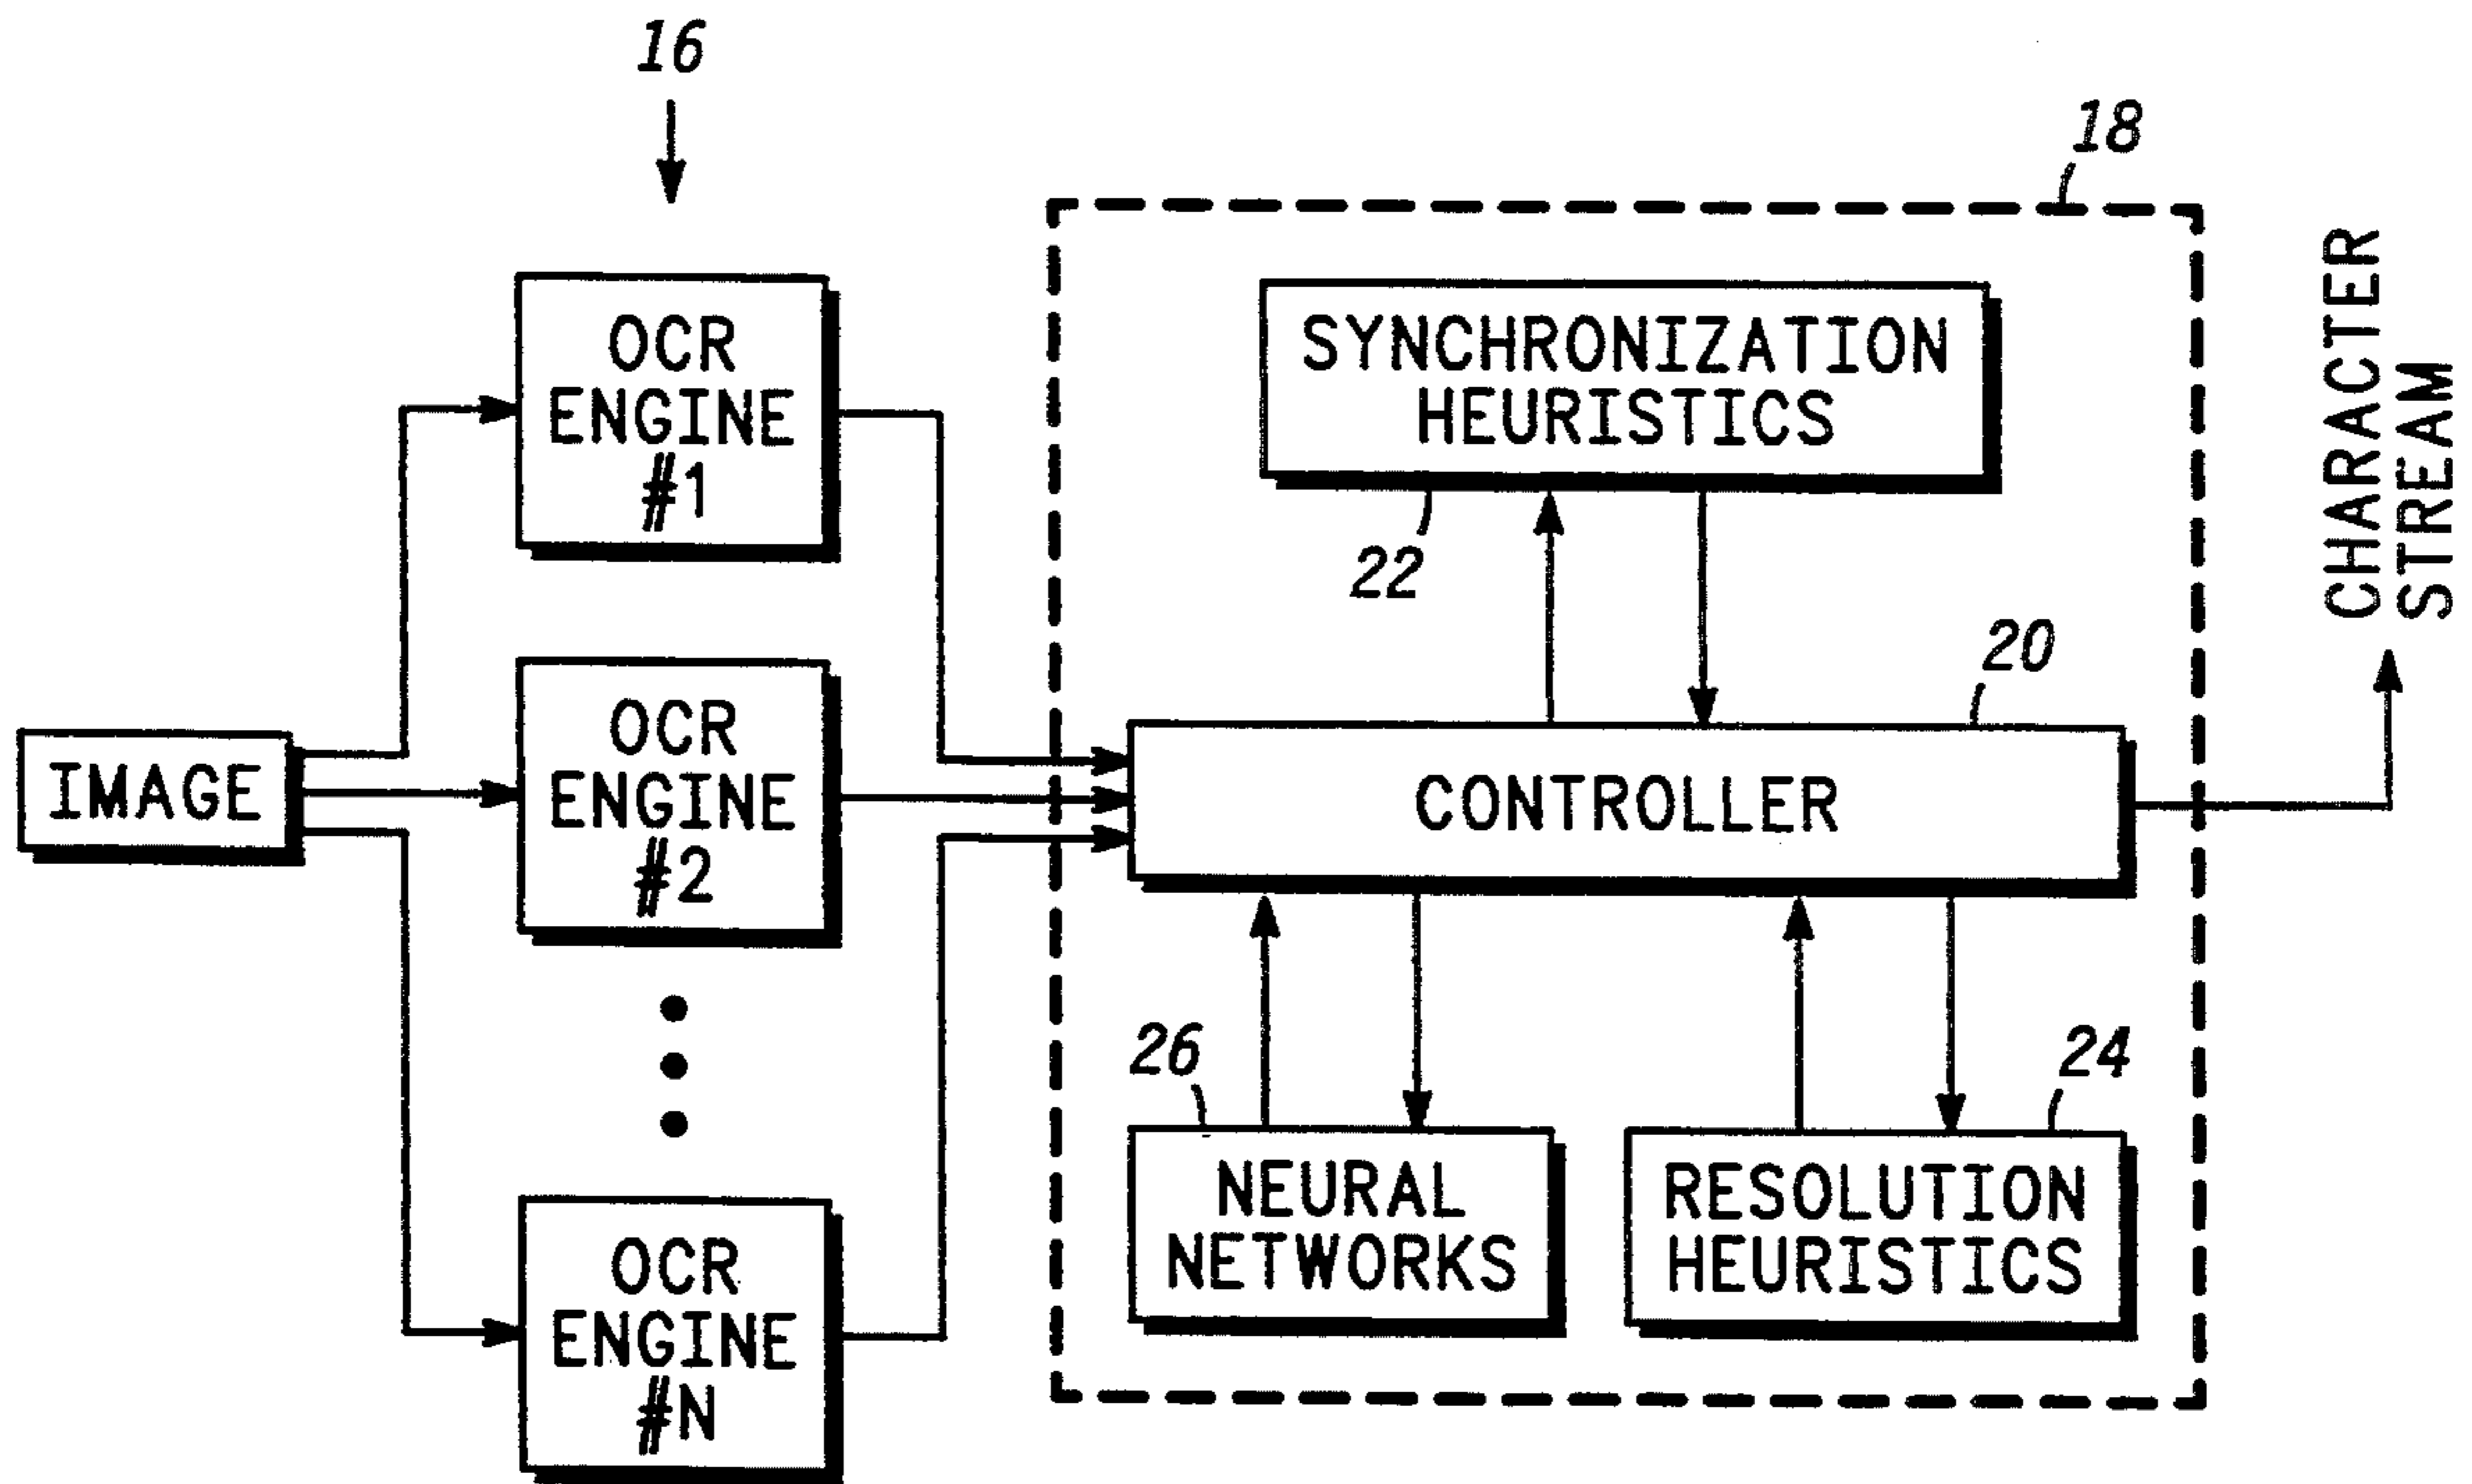 16
18
OCR
ENGINE
#1
SYNCHRONIZATION
HEURISTICS
22
CHARACTER
STREAM
20
IMAGE
OCR
ENGINE
#2
CONTROLLER
26
24
NEURAL
NETWORKS
RESOLUTION
HEURISTICS
OCR
ENGINE
#N